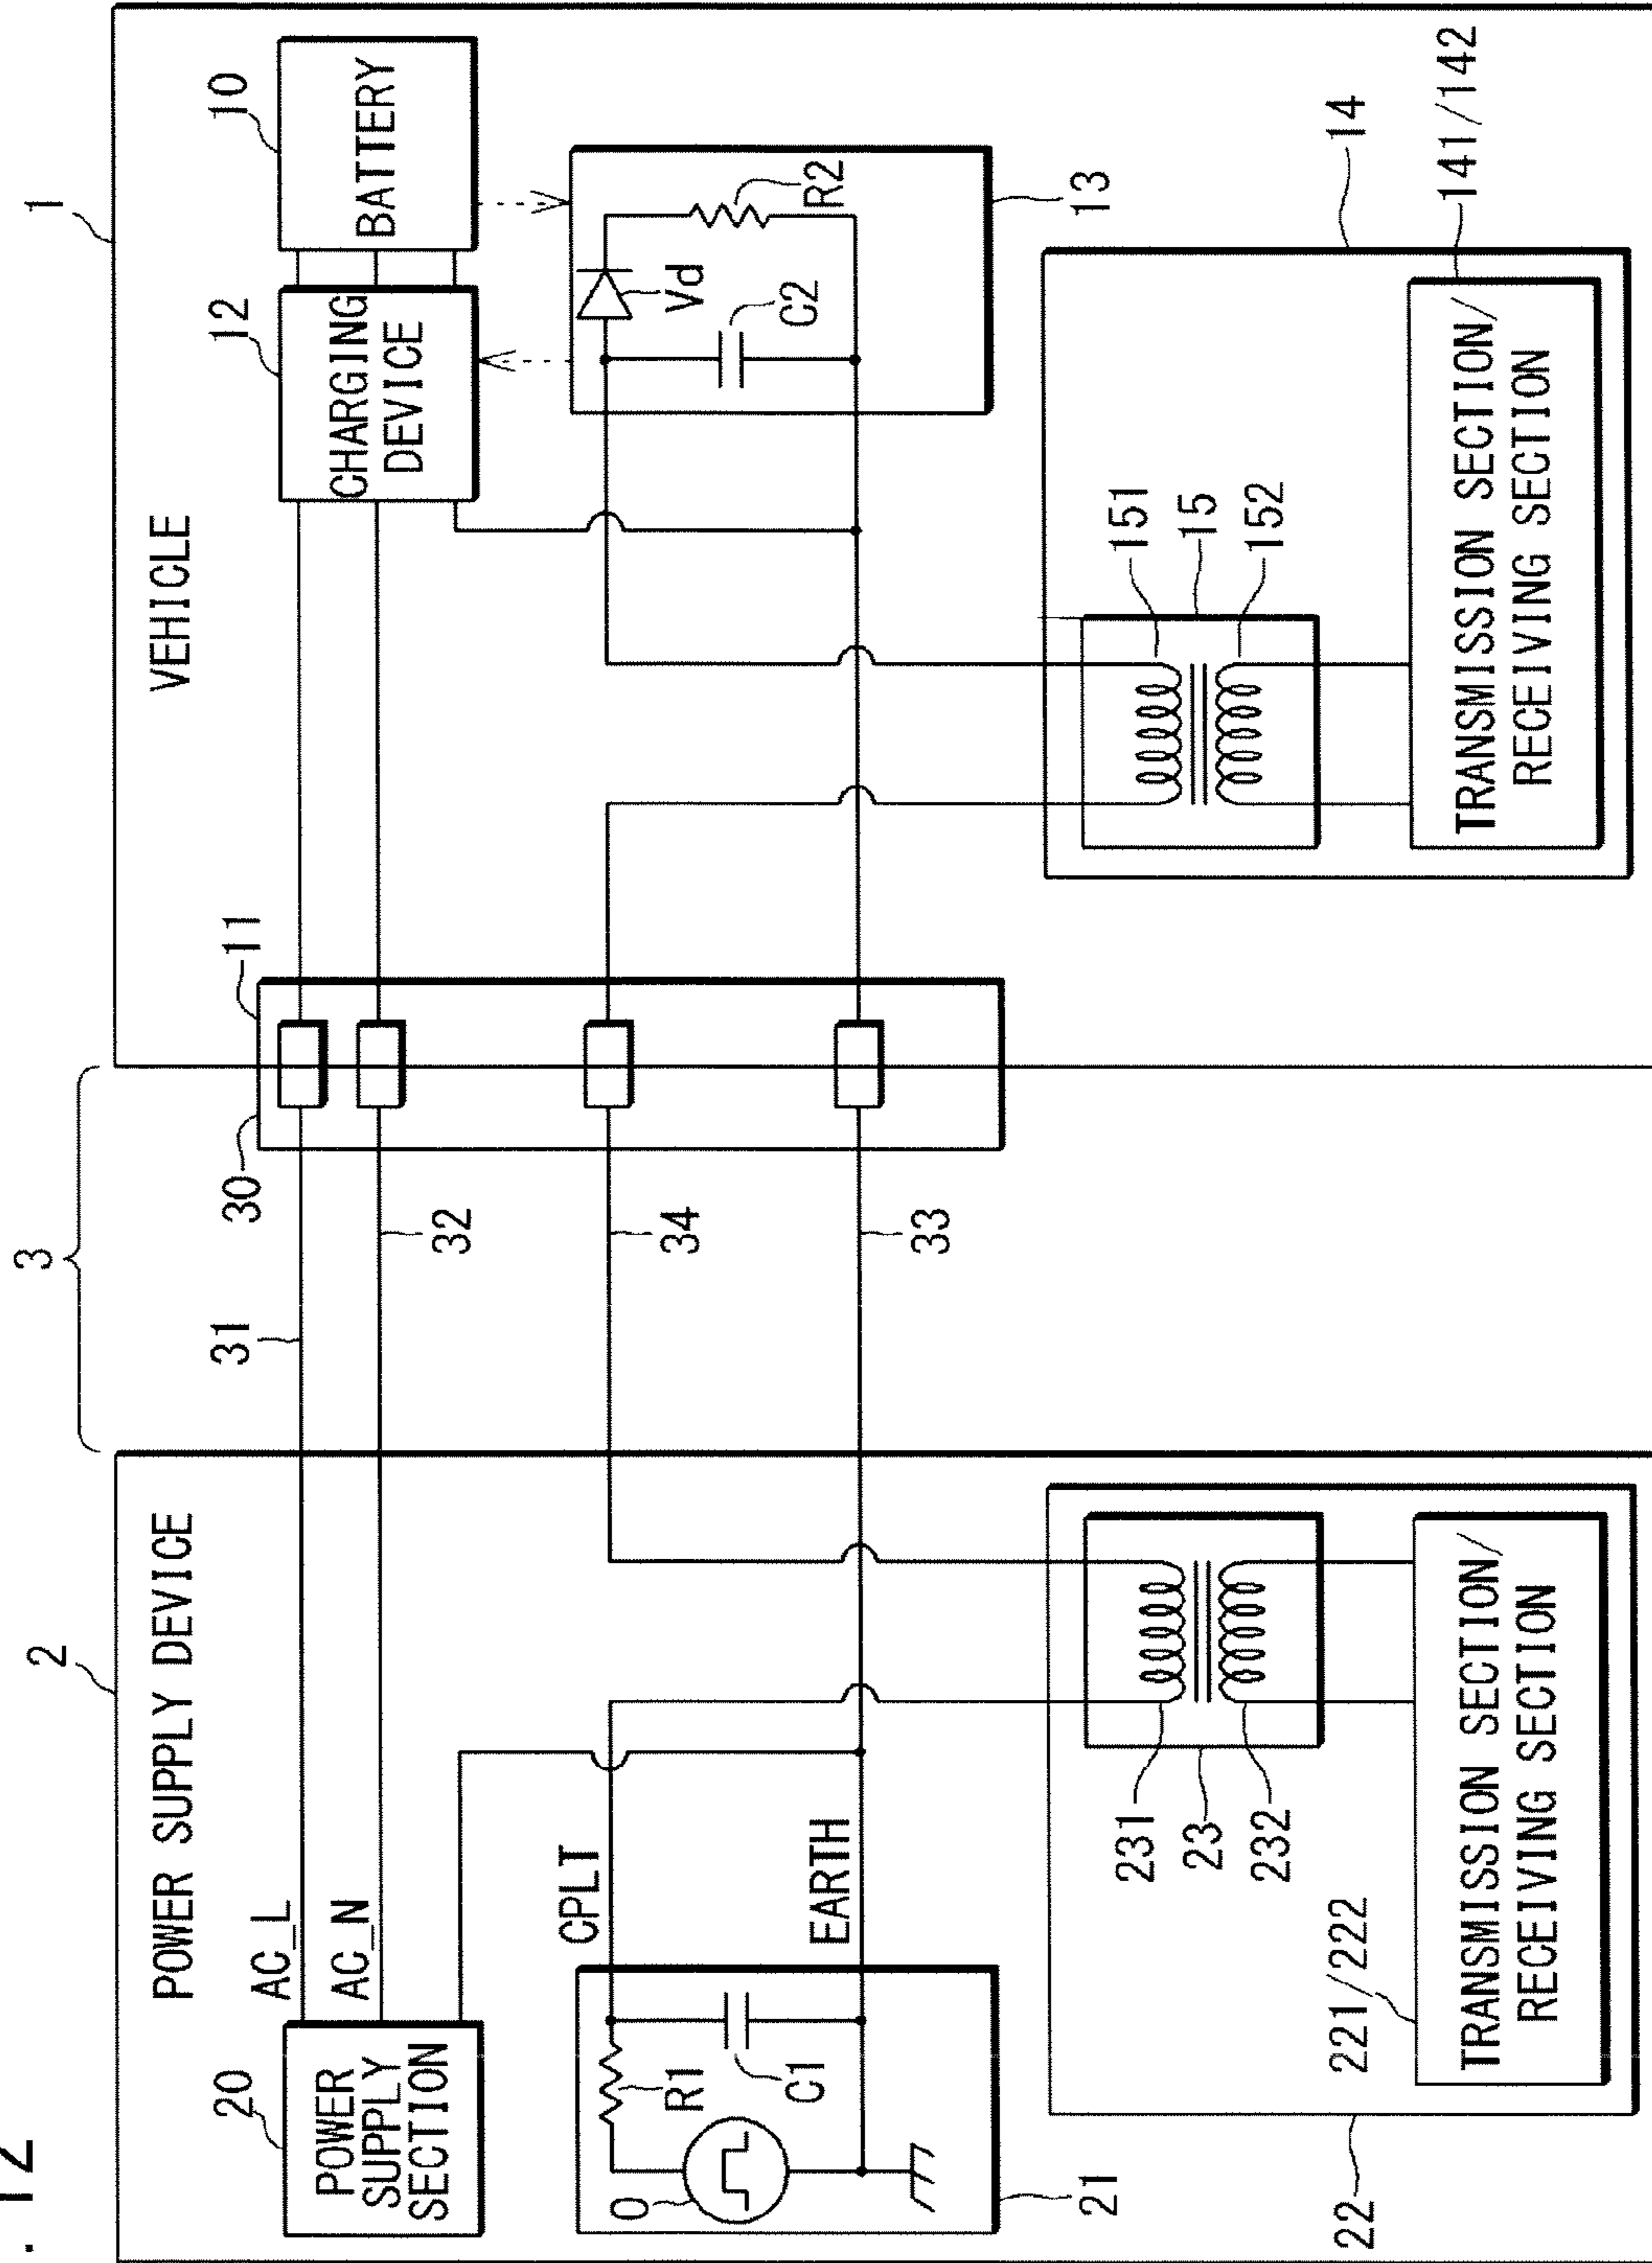 . 12
2
3
1
POWER SUPPLY DEVICE
VEHICLE
20
POWER
SUPPLY
SECTION
AC_L
AC_N
31
32
30
11
12
CHARGING
DEVICE
10
BATTERY
CPLT
EARTH
O
R1
C1
21
34
33
Vd
R2
C2
13
231
23
232
221/222
TRANSMISSION SECTION/
RECEIVING SECTION
22
151
15
152
14
141/142
TRANSMISSION SECTION/
RECEIVING SECTION